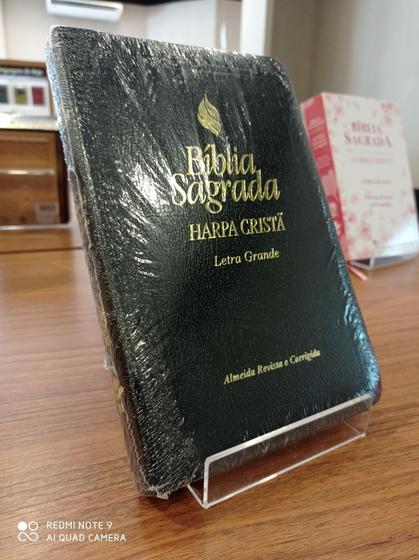 Bíblia
Sagrada
HARPA CRISTÃ
Letra Grande
Almeida Revista e Corrigida
BÍBLIA
SAGRADA
REDMI NOTE 9
AI QUAD CAMERA